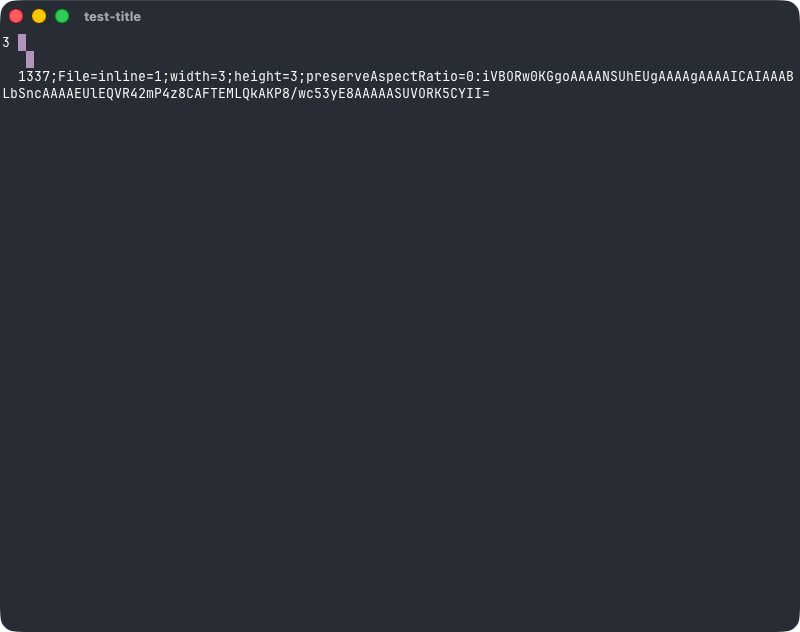 test-title
3
1337;File=inline=1;width=3;height=3;preserveAspectRatio=0:iVBORw0KGgoAAAANSUhEUgAAAAgAAAAICAIAAAB
LbSncAAAAEUlEQVR42mP4z8CAFTEMLQkAKP8/wc53yE8AAAAASUVORK5CYII=